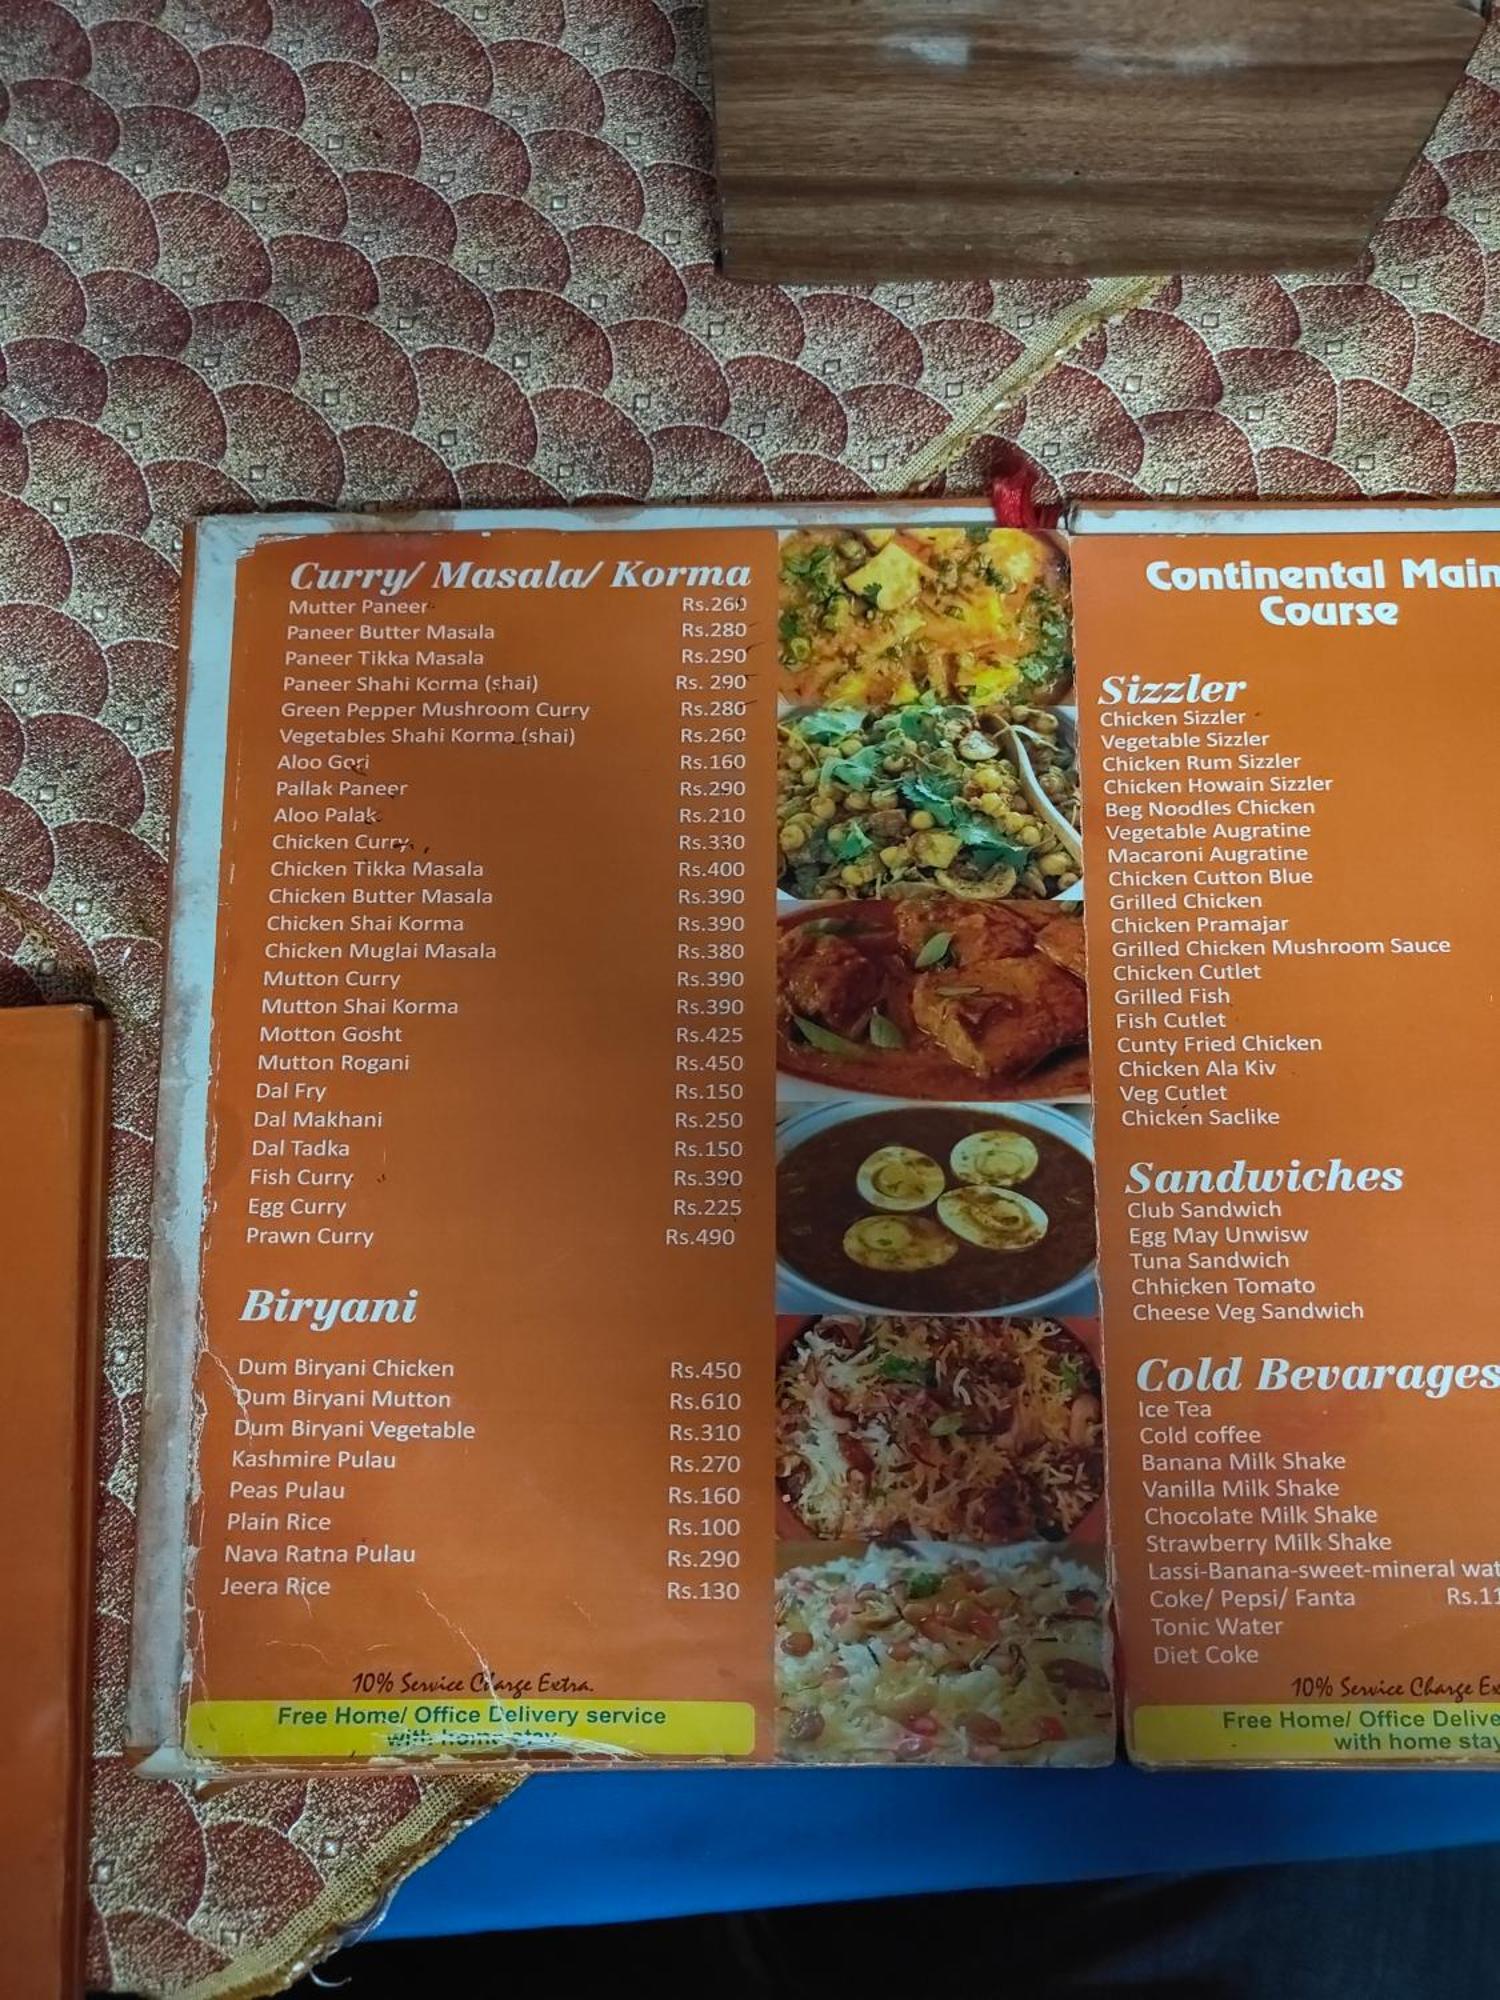 Curry/ Masala/ Korma
Mutter Paneer Rs.260
Paneer Butter Masala Rs.280
Paneer Tikka Masala Rs.290
Paneer Shahi Korma (shai) Rs. 290
Green Pepper Mushroom Curry Rs.280
Vegetables Shahi Korma (shai) Rs.260
Aloo Gori Rs.160
Pallak Paneer Rs.290
Aloo Palak Rs.210
Chicken Curry Rs.330
Chicken Tikka Masala Rs.400
Chicken Butter Masala Rs.390
Chicken Shai Korma Rs.390
Chicken Muglai Masala Rs.380
Mutton Curry Rs.390
Mutton Shai Korma Rs.390
Motton Gosht Rs.425
Mutton Rogani Rs.450
Dal Fry Rs.150
Dal Makhani Rs.250
Dal Tadka Rs.150
Fish Curry Rs.390
Egg Curry Rs.225
Prawn Curry Rs.490
Biryani
Dum Biryani Chicken Rs.450
Dum Biryani Mutton Rs.610
Dum Biryani Vegetable Rs.310
Kashmire Pulau Rs.270
Peas Pulau Rs.160
Plain Rice Rs.100
Nava Ratna Pulau Rs.290
Jeera Rice Rs.130
10% Service Charge Extra.
Free Home/ Office Delivery service
with home stay
Continental Main
Course
Sizzler
Chicken Sizzler
Vegetable Sizzler
Chicken Rum Sizzler
Chicken Howain Sizzler
Beg Noodles Chicken
Vegetable Augratine
Macaroni Augratine
Chicken Cutton Blue
Grilled Chicken
Chicken Pramajar
Grilled Chicken Mushroom Sauce
Chicken Cutlet
Grilled Fish
Fish Cutlet
Cunty Fried Chicken
Chicken Ala Kiv
Veg Cutlet
Chicken Saclike
Sandwiches
Club Sandwich
Egg May Unwisw
Tuna Sandwich
Chhicken Tomato
Cheese Veg Sandwich
Cold Bevarages
Ice Tea
Cold coffee
Banana Milk Shake
Vanilla Milk Shake
Chocolate Milk Shake
Strawberry Milk Shake
Lassi-Banana-sweet-mineral wat
Coke/ Pepsi/ Fanta Rs.11
Tonic Water
Diet Coke
10% Service Charge Ex
Free Home/ Office Delive
with home stay